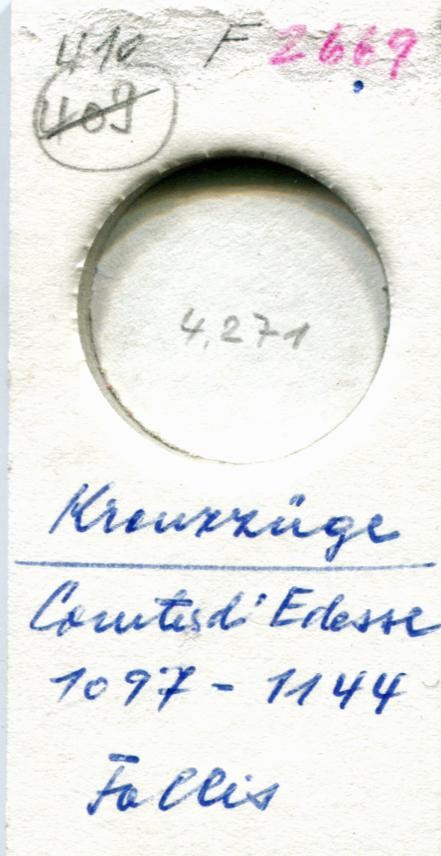 410 F 2669
409
4,271
Kreuzzüge
Comtes d'Edesse
1097 - 1144
Follis